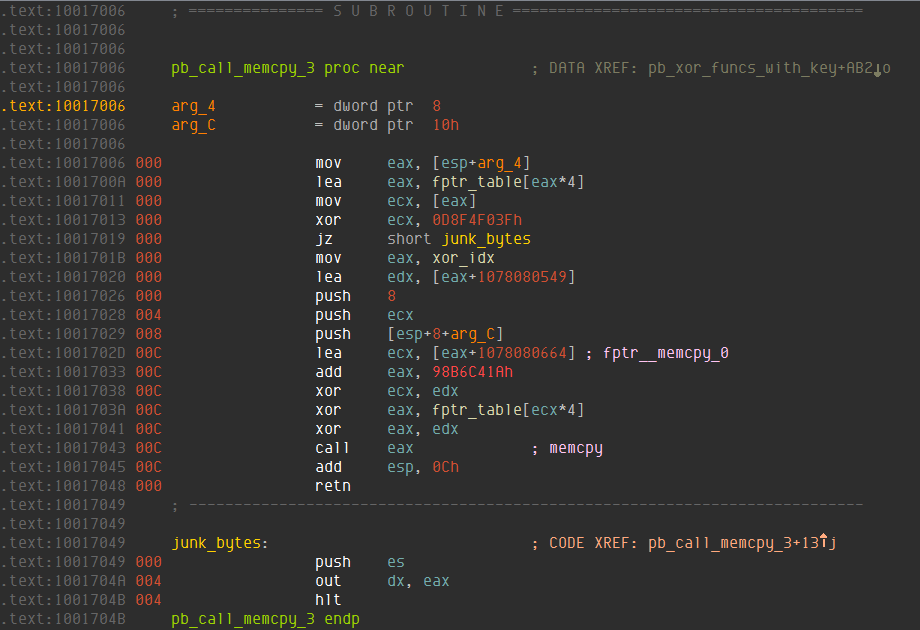 .text:10017006 ; =============== S U B R O U T I N E =======================================
.text:10017006
.text:10017006
.text:10017006 pb_call_memcpy_3 proc near ; DATA XREF: pb_xor_funcs_with_key+AB2↓o
.text:10017006
.text:10017006 arg_4 = dword ptr 8
.text:10017006 arg_C = dword ptr 10h
.text:10017006
.text:10017006 000 mov eax, [esp+arg_4]
.text:1001700A 000 lea eax, fptr_table[eax*4]
.text:10017011 000 mov ecx, [eax]
.text:10017013 000 xor ecx, 0D8F4F03Fh
.text:10017019 000 jz short junk_bytes
.text:1001701B 000 mov eax, xor_idx
.text:10017020 000 lea edx, [eax+1078080549]
.text:10017026 000 push 8
.text:10017028 004 push ecx
.text:10017029 008 push [esp+8+arg_C]
.text:1001702D 00C lea ecx, [eax+1078080664] ; fptr__memcpy_0
.text:10017033 00C add eax, 98B6C41Ah
.text:10017038 00C xor ecx, edx
.text:1001703A 00C xor eax, fptr_table[ecx*4]
.text:10017041 00C xor eax, edx
.text:10017043 00C call eax ; memcpy
.text:10017045 00C add esp, 0Ch
.text:10017048 000 retn
.text:10017049 ; ---------------------------------------------------------------------------
.text:10017049
.text:10017049 junk_bytes: ; CODE XREF: pb_call_memcpy_3+13↑j
.text:10017049 000 push es
.text:1001704A 004 out dx, eax
.text:1001704B 004 hlt
.text:1001704B pb_call_memcpy_3 endp